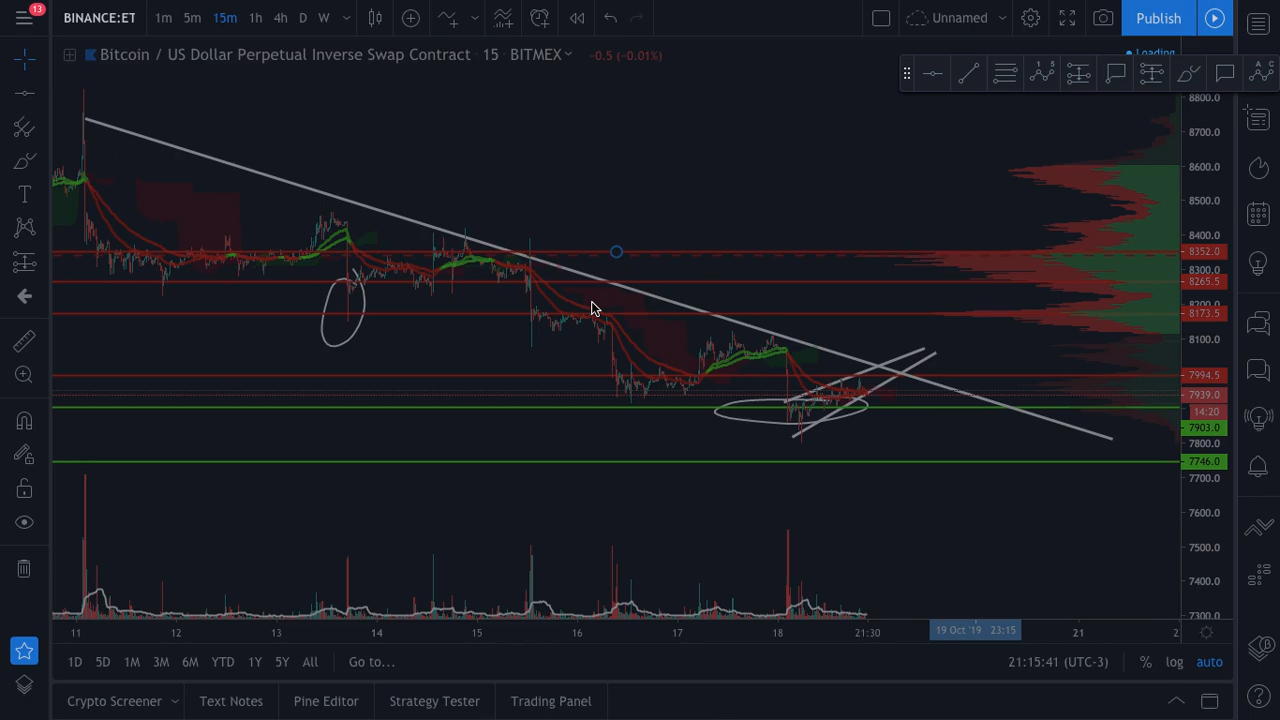 13
BINANCE:ET
1m 5m 15m 1h 4h D W
Unnamed
Publish
Bitcoin / US Dollar Perpetual Inverse Swap Contract 15 BITMEX −0.5 (−0.01%)
Loading
8800.0
8700.0
8600.0
8500.0
8400.0
8352.0
8300.0
8265.5
8200.0
8173.5
8100.0
7994.5
7939.0
14:20
7903.0
7800.0
7746.0
7700.0
7600.0
7500.0
7400.0
7300.0
11 12 13 14 15 16 17 18 21:30 19 Oct '19 23:15 21 2
1D 5D 1M 3M 6M YTD 1Y 5Y All Go to... 21:15:41 (UTC-3) % log auto
Crypto Screener Text Notes Pine Editor Strategy Tester Trading Panel